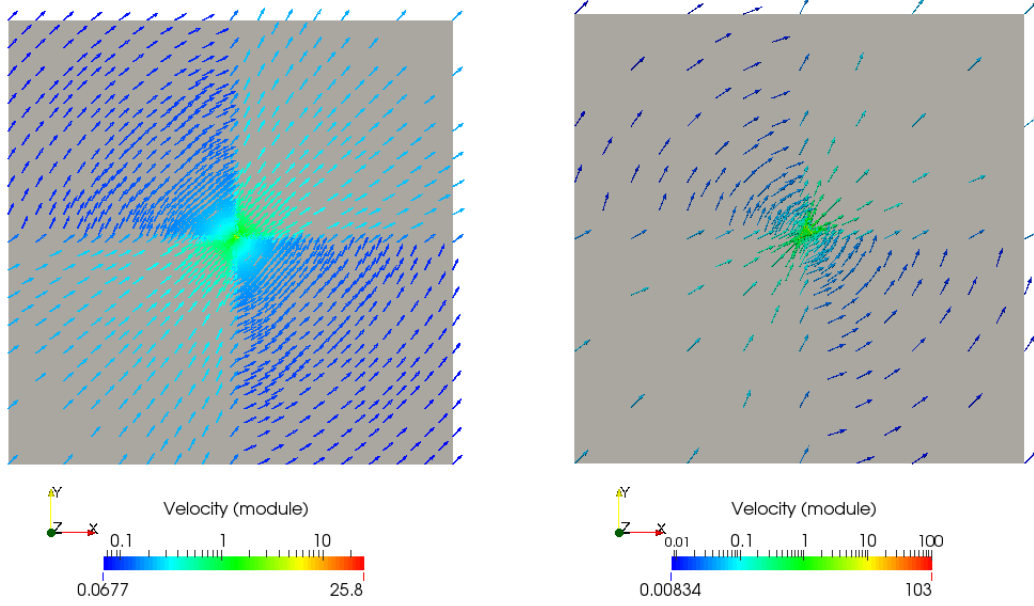 Y
Z X
Velocity (module)
0.1 1 10
0.0677 25.8
Y
Z X
Velocity (module)
0.01 0.1 1 10 100
0.00834 103